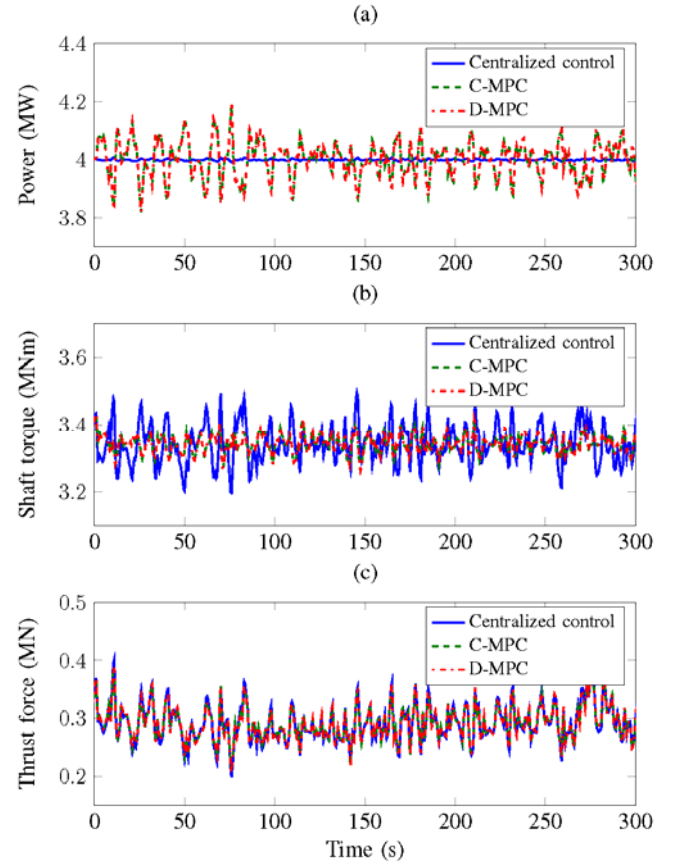 (a)
4.4
4.2
4
3.8
Power (MW)
Centralized control
C-MPC
D-MPC
0 50 100 150 200 250 300
(b)
3.6
3.4
3.2
Shaft torque (MNm)
Centralized control
C-MPC
D-MPC
0 50 100 150 200 250 300
(c)
0.5
0.4
0.3
0.2
Thrust force (MN)
Centralized control
C-MPC
D-MPC
0 50 100 150 200 250 300
Time (s)